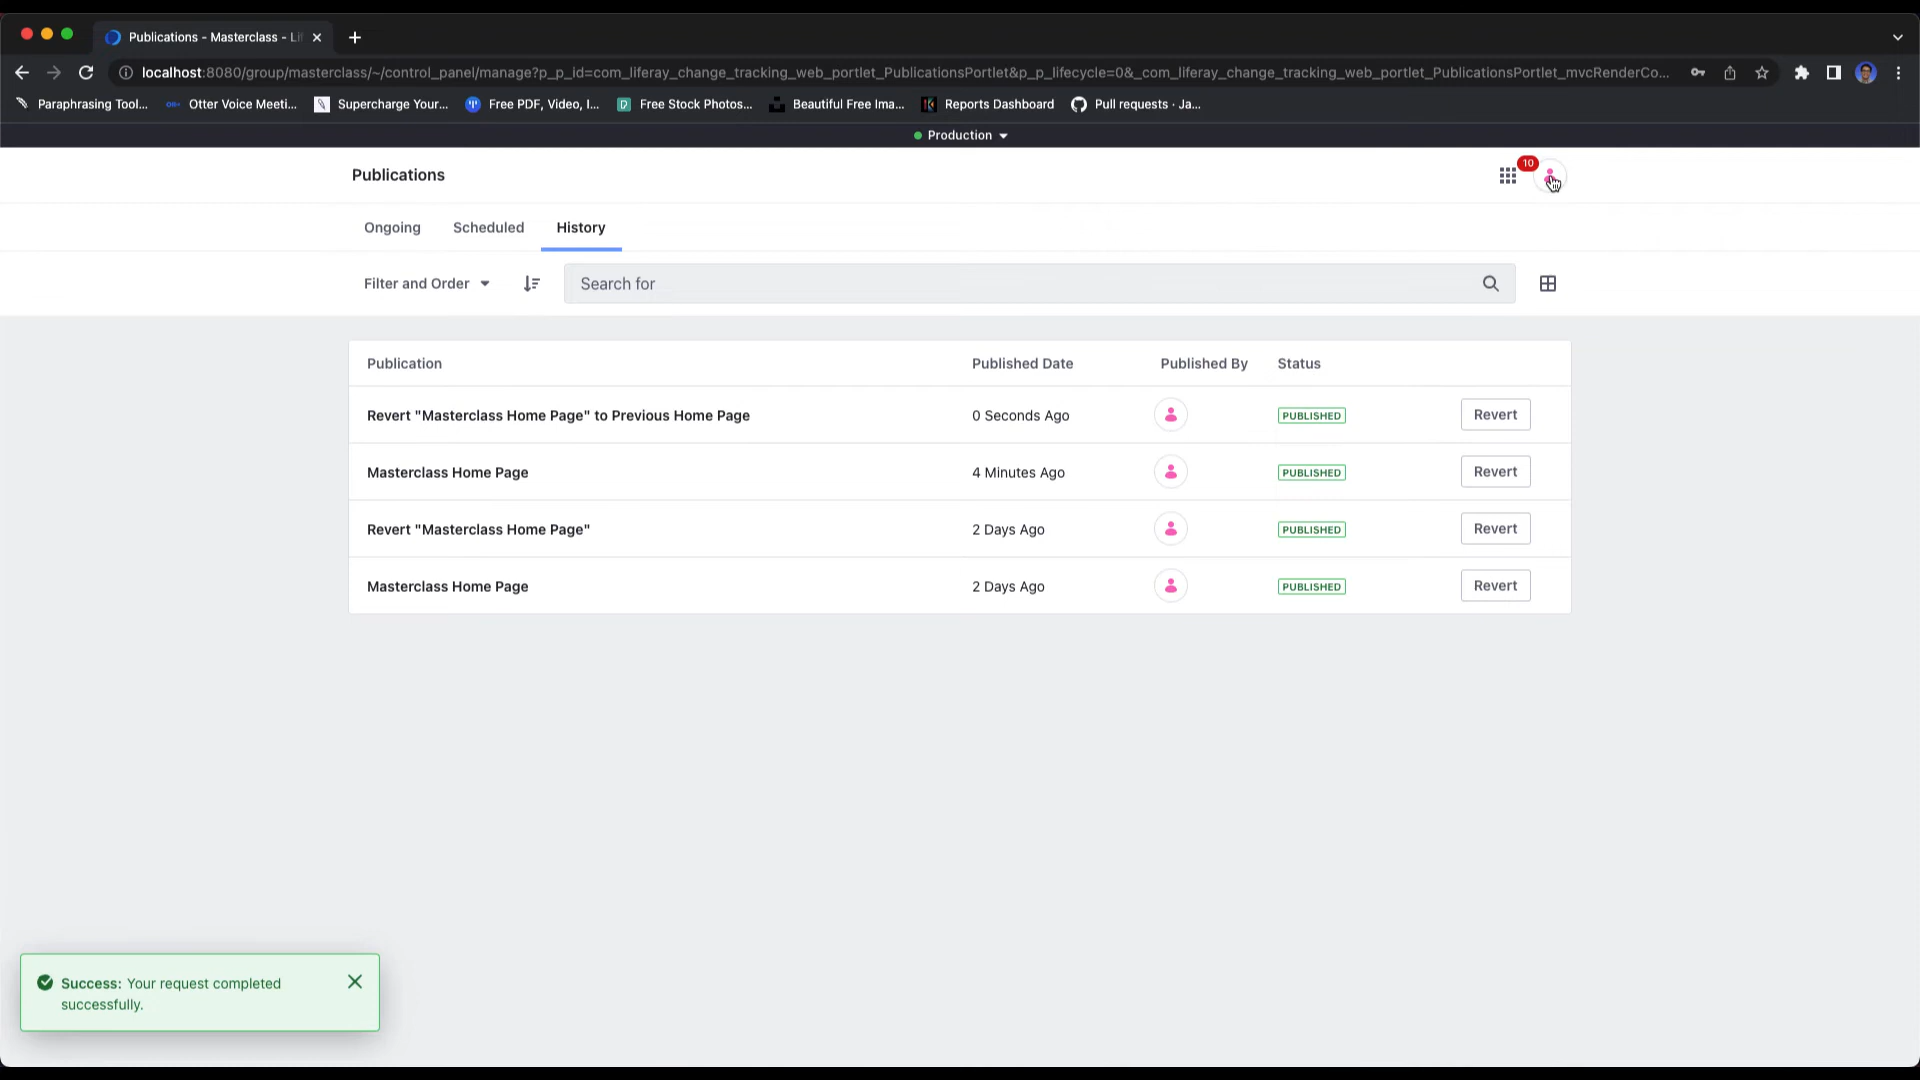 Publications - Masterclass - Li
localhost:8080/group/masterclass/~/control_panel/manage?p_p_id=com_liferay_change_tracking_web_portlet_PublicationsPortlet&p_p_lifecycle=0&_com_liferay_change_tracking_web_portlet_PublicationsPortlet_mvcRenderCo...
Paraphrasing Tool... Otter Voice Meeti... Supercharge Your... Free PDF, Video, I... Free Stock Photos... Beautiful Free Ima... Reports Dashboard Pull requests · Ja...
Production
Publications 10
Ongoing Scheduled History
Filter and Order Search for
Publication Published Date Published By Status
Revert "Masterclass Home Page" to Previous Home Page 0 Seconds Ago PUBLISHED Revert
Masterclass Home Page 4 Minutes Ago PUBLISHED Revert
Revert "Masterclass Home Page" 2 Days Ago PUBLISHED Revert
Masterclass Home Page 2 Days Ago PUBLISHED Revert
Success: Your request completed
successfully.